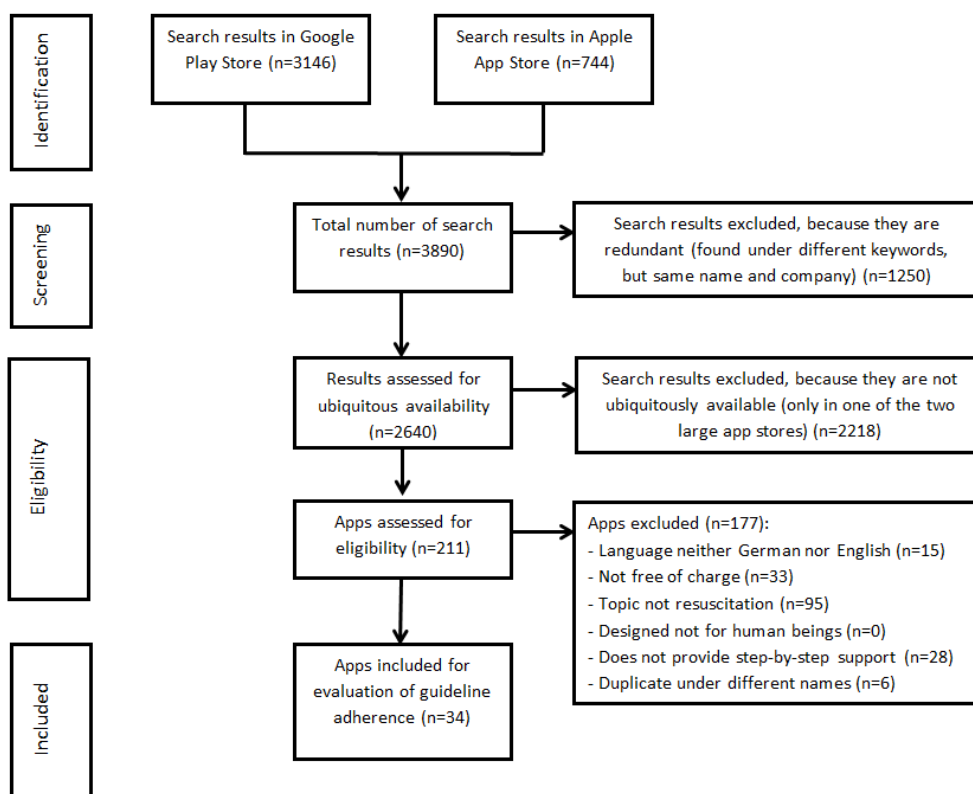 Identification
Search results in Google
Play Store (n=3146)
Search results in Apple
App Store (n=744)
Screening
Total number of search
results (n=3890)
Search results excluded, because they are
redundant (found under different keywords,
but same name and company) (n=1250)
Eligibility
Results assessed for
ubiquitous availability
(n=2640)
Search results excluded, because they are not
ubiquitously available (only in one of the two
large app stores) (n=2218)
Apps assessed for
eligibility (n=211)
Apps excluded (n=177):
- Language neither German nor English (n=15)
- Not free of charge (n=33)
- Topic not resuscitation (n=95)
- Designed not for human beings (n=0)
- Does not provide step-by-step support (n=28)
- Duplicate under different names (n=6)
Included
Apps included for
evaluation of guideline
adherence (n=34)